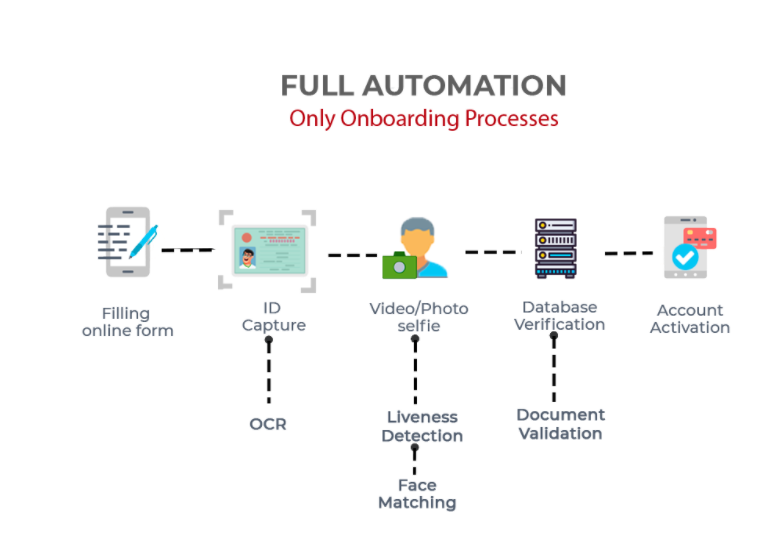 FULL AUTOMATION
Only Onboarding Processes
Filling
online form
ID
Capture
Video/Photo
selfie
Database
Verification
Account
Activation
OCR
Liveness
Detection
Document
Validation
Face
Matching